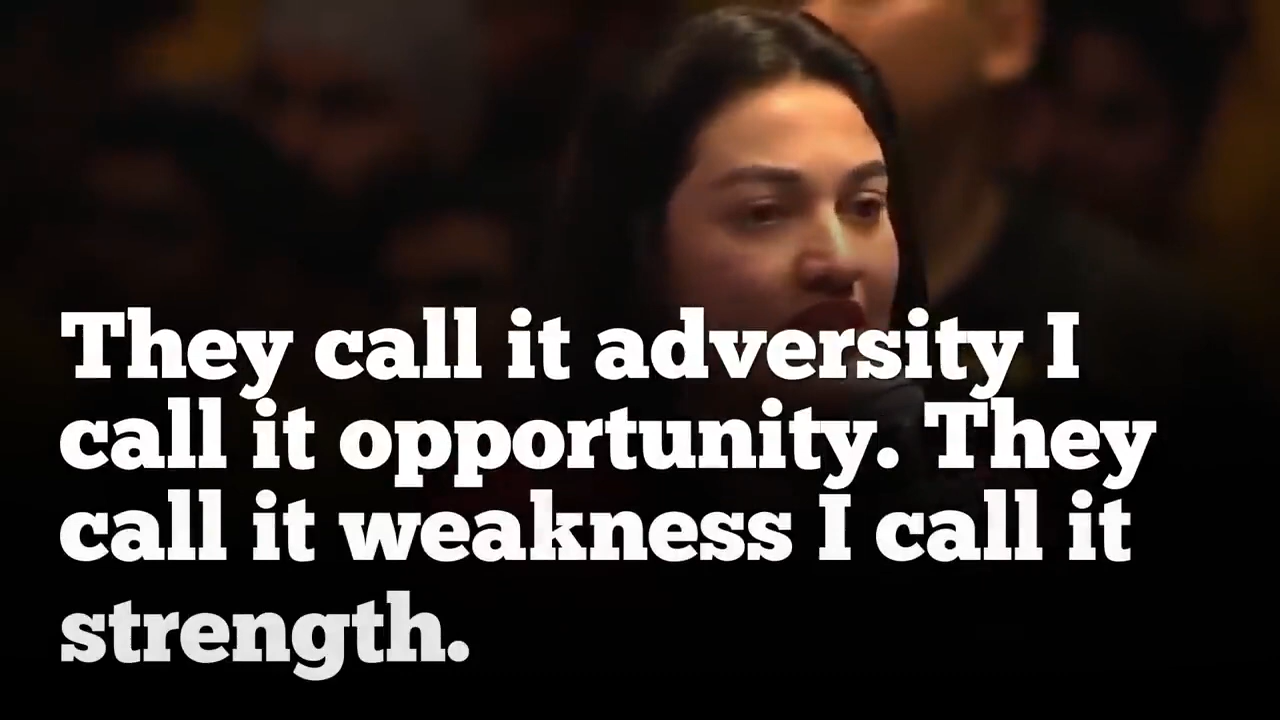 They call it adversity I
call it opportunity. They
call it weakness I call it
strength.